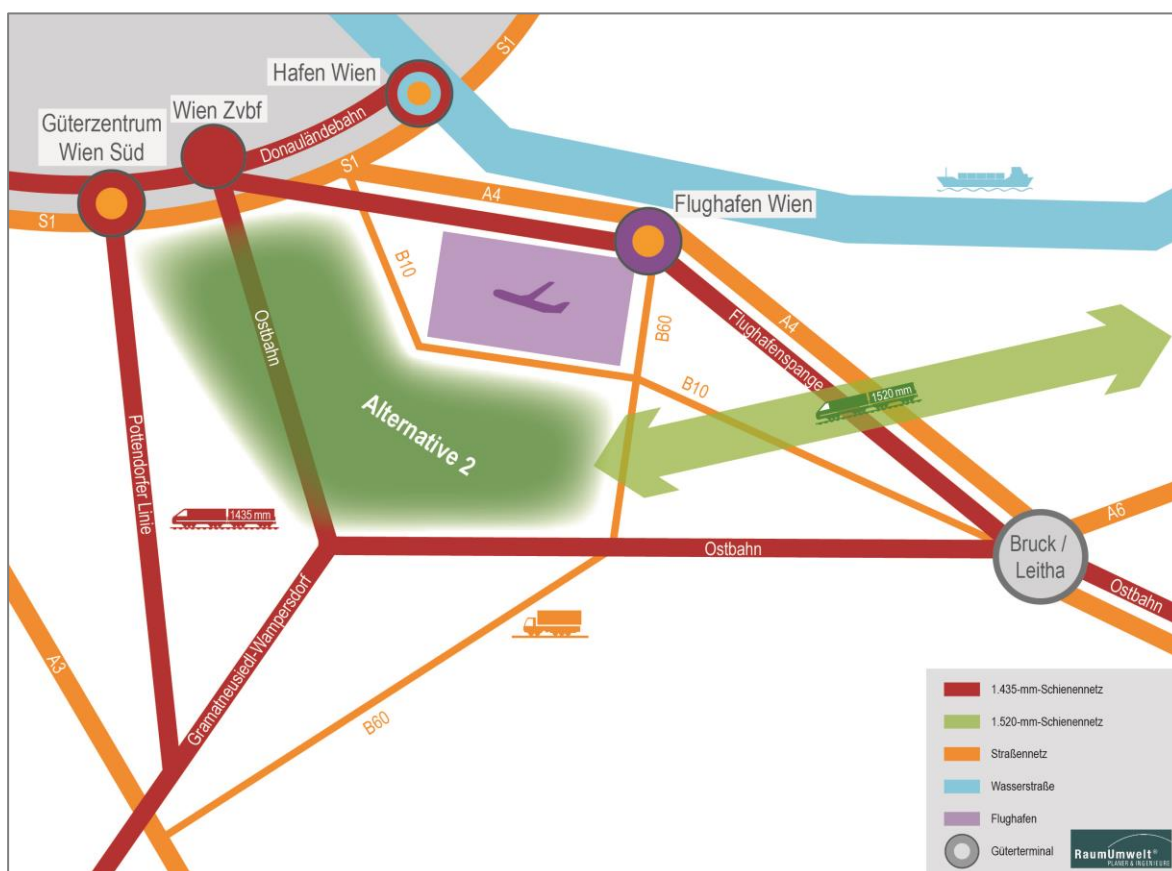 S1
Hafen Wien
Wien Zvbf
Güterzentrum
Wien Süd
Donauländebahn
S1
S1
A4
Flughafen Wien
B10
Ostbahn
B60
A4
Flughafenspange
B10
1520 mm
Alternative 2
Pottendorfer Linie
1435 mm
Ostbahn
A6
Bruck /
Leitha
Ostbahn
Gramatneusiedl-Wampersdorf
A3
B60
1.435-mm-Schienennetz
1.520-mm-Schienennetz
Straßennetz
Wasserstraße
Flughafen
Güterterminal
RaumUmwelt®
PLANER & INGENIEURE